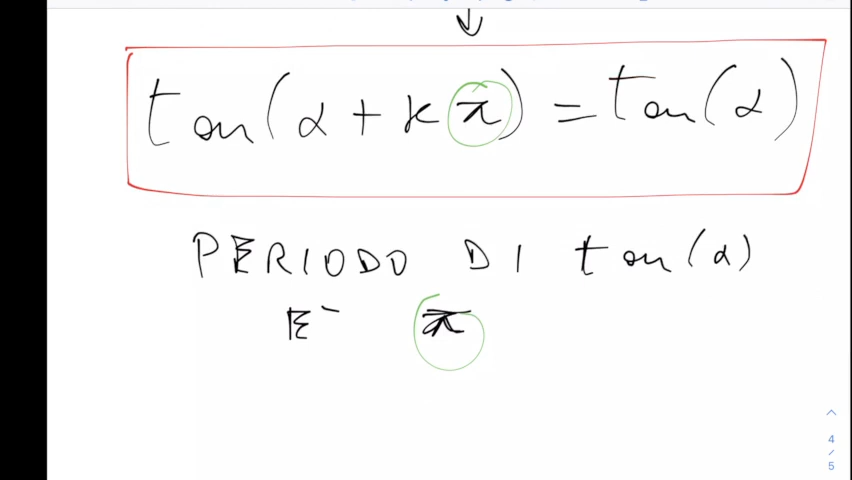 tan(α + kπ) = tan(α)
PERIODO DI tan(α)
E` π
4
/
5